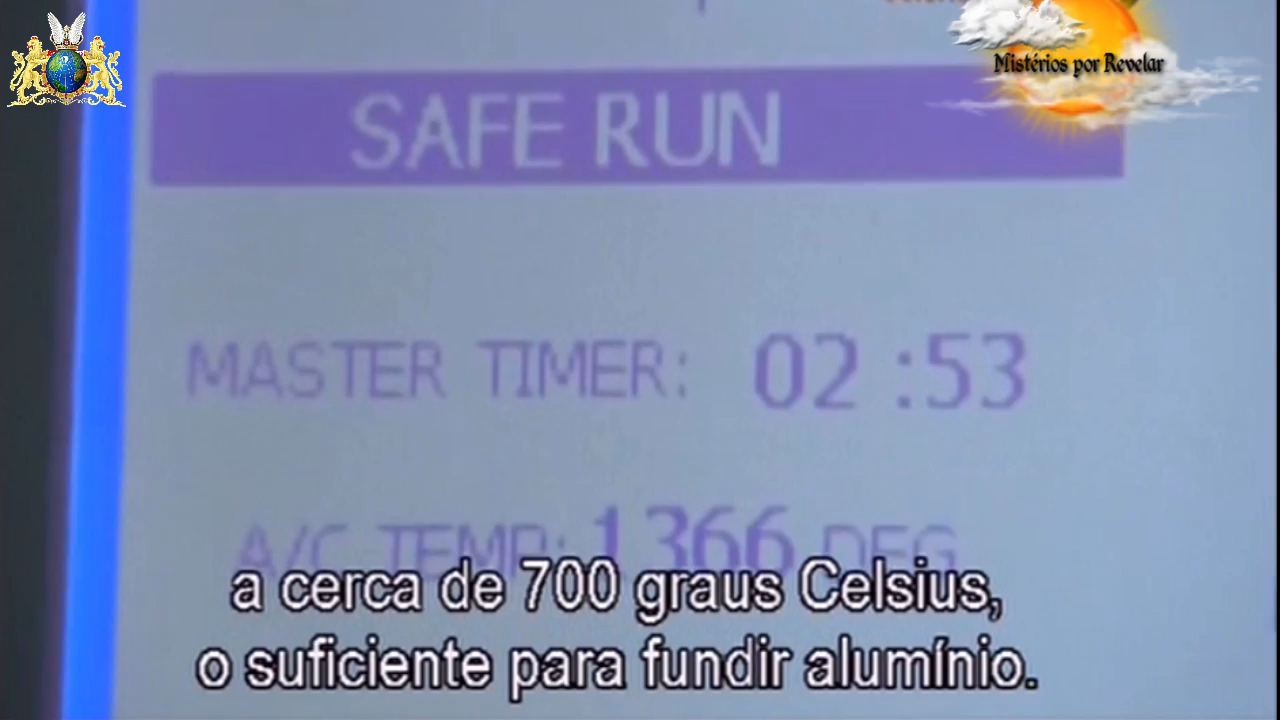 Mistérios por Revelar
SAFE RUN
MASTER TIMER: 02 :53
A/C TEMP: 1366 DEG
a cerca de 700 graus Celsius,
o suficiente para fundir alumínio.